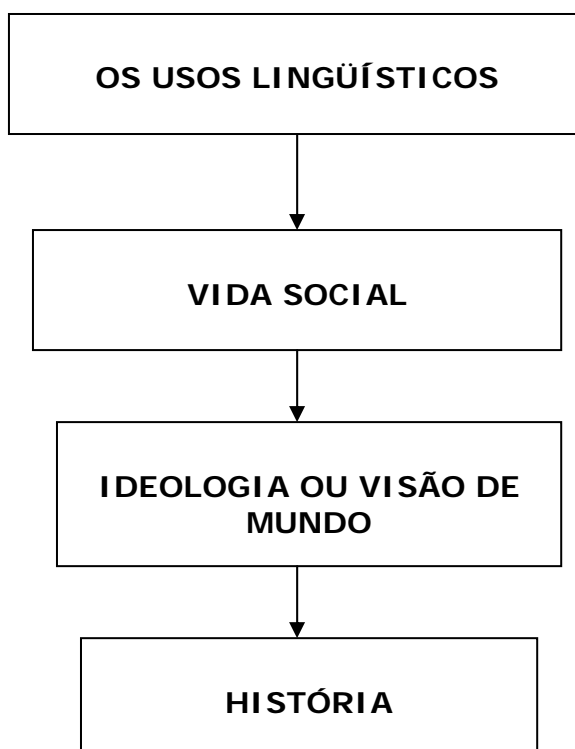 OS USOS LINGÜÍSTICOS
VIDA SOCIAL
IDEOLOGIA OU VISÃO DE
MUNDO
HISTÓRIA